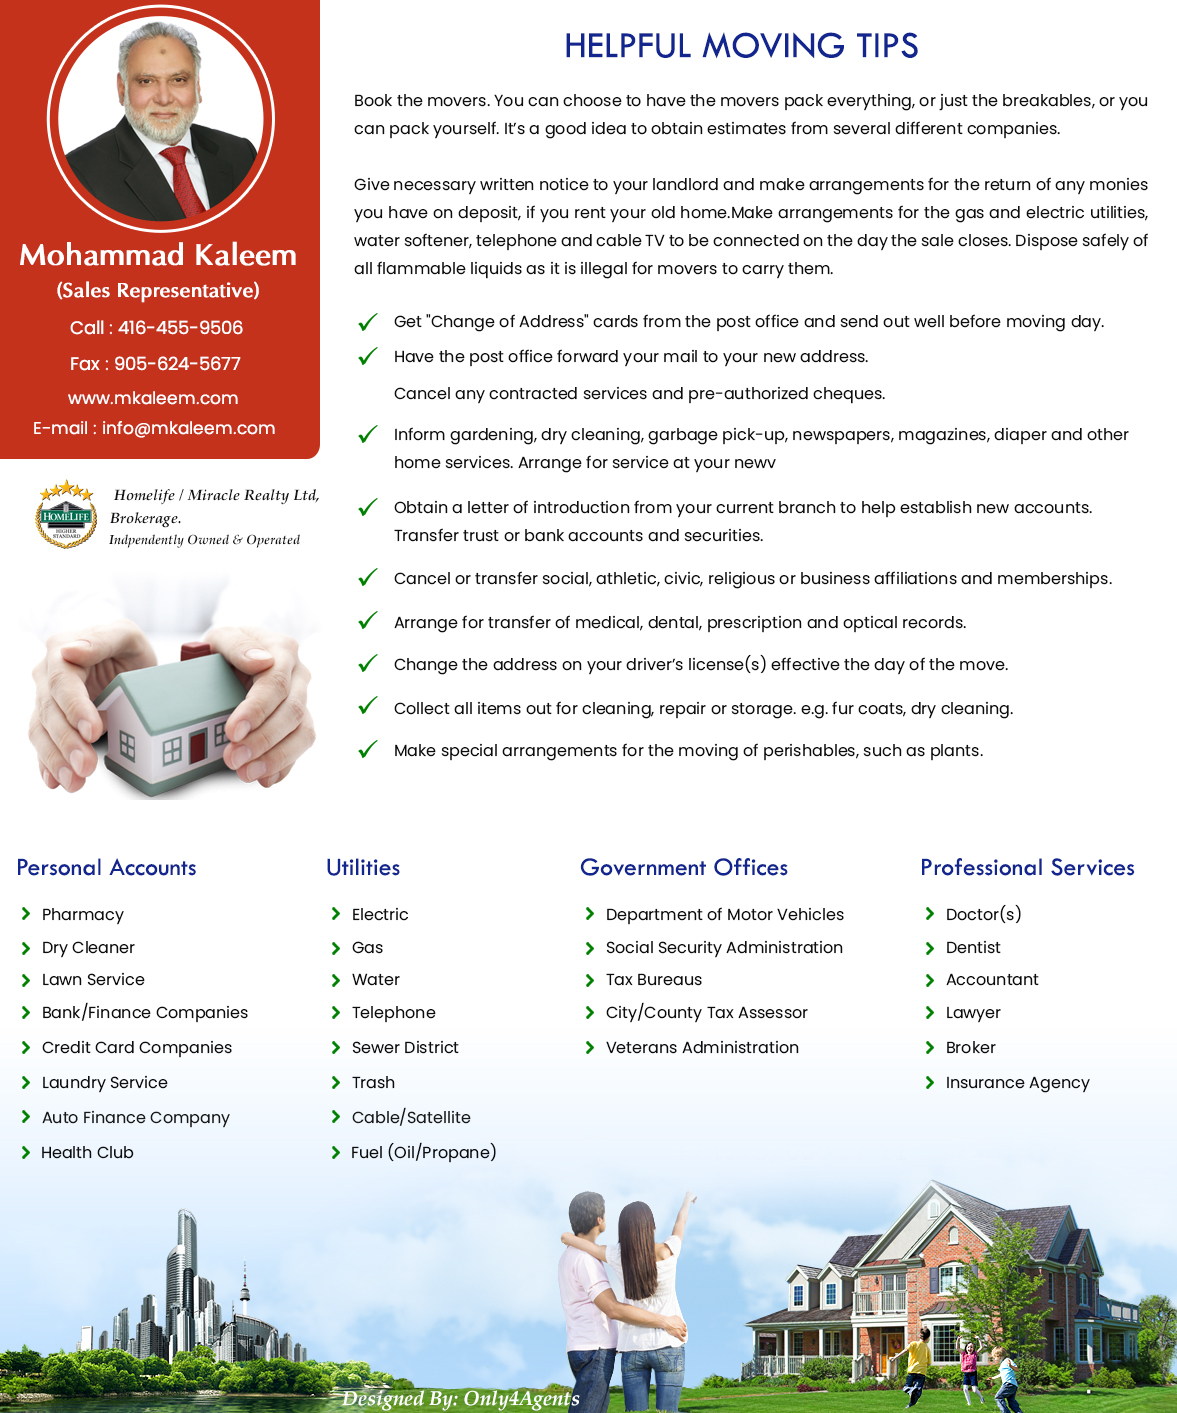 Mohammad Kaleem
(Sales Representative)
Call : 416-455-9506
Fax : 905-624-5677
www.mkaleem.com
E-mail : info@mkaleem.com
HOMELIFE
HIGHER
STANDARD
Homelife / Miracle Realty Ltd,
Brokerage.
Indpendently Owned & Operated
HELPFUL MOVING TIPS
Book the movers. You can choose to have the movers pack everything, or just the breakables, or you
can pack yourself. It’s a good idea to obtain estimates from several different companies.
Give necessary written notice to your landlord and make arrangements for the return of any monies
you have on deposit, if you rent your old home.Make arrangements for the gas and electric utilities,
water softener, telephone and cable TV to be connected on the day the sale closes. Dispose safely of
all flammable liquids as it is illegal for movers to carry them.
Get "Change of Address" cards from the post office and send out well before moving day.
Have the post office forward your mail to your new address.
Cancel any contracted services and pre-authorized cheques.
Inform gardening, dry cleaning, garbage pick-up, newspapers, magazines, diaper and other
home services. Arrange for service at your newv
Obtain a letter of introduction from your current branch to help establish new accounts.
Transfer trust or bank accounts and securities.
Cancel or transfer social, athletic, civic, religious or business affiliations and memberships.
Arrange for transfer of medical, dental, prescription and optical records.
Change the address on your driver’s license(s) effective the day of the move.
Collect all items out for cleaning, repair or storage. e.g. fur coats, dry cleaning.
Make special arrangements for the moving of perishables, such as plants.
Personal Accounts
Pharmacy
Dry Cleaner
Lawn Service
Bank/Finance Companies
Credit Card Companies
Laundry Service
Auto Finance Company
Health Club
Utilities
Electric
Gas
Water
Telephone
Sewer District
Trash
Cable/Satellite
Fuel (Oil/Propane)
Government Offices
Department of Motor Vehicles
Social Security Administration
Tax Bureaus
City/County Tax Assessor
Veterans Administration
Professional Services
Doctor(s)
Dentist
Accountant
Lawyer
Broker
Insurance Agency
Designed By: Only4Agents